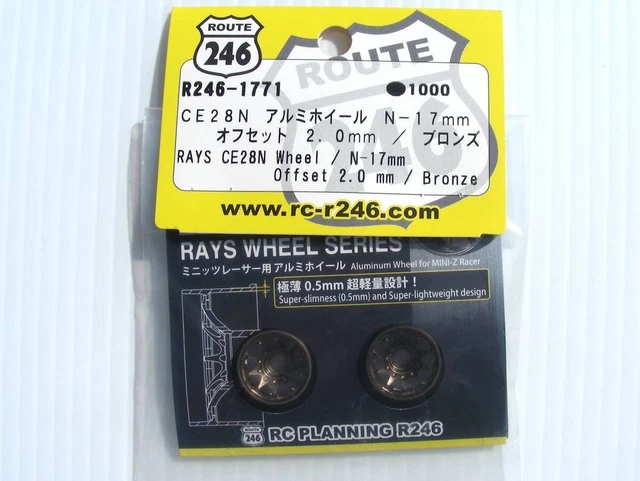 ROUTE
246
ROUTE
246
R246-1771 ●1000
CE28N アルミホイール N-17mm
オフセット 2.0mm / ブロンズ
RAYS CE28N Wheel / N-17mm
Offset 2.0 mm / Bronze
www.rc-r246.com
RAYS WHEEL SERIES
ミニッツレーサー用 アルミホイール Aluminum Wheel for MINI-Z Racer
極薄 0.5mm 超軽量設計！
Super-slimness (0.5mm) and Super-lightweight design
ROUTE
246
RC PLANNING R246